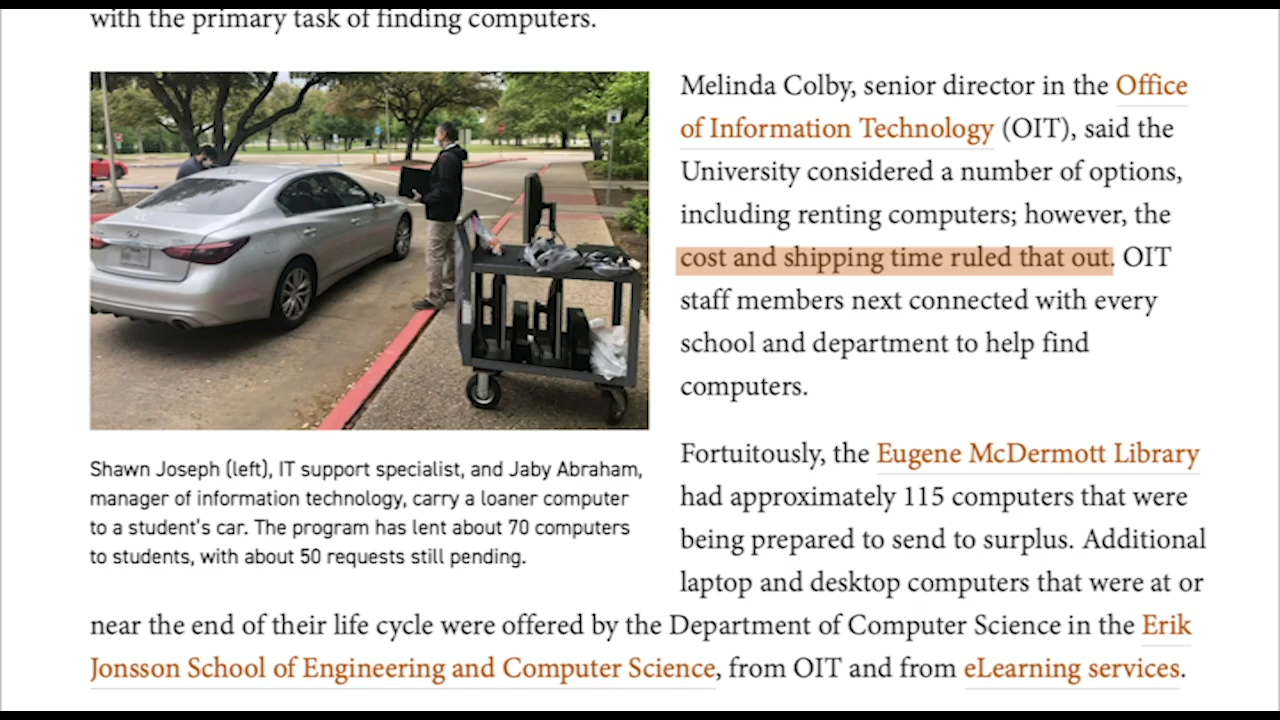 with the primary task of finding computers.
Melinda Colby, senior director in the Office
of Information Technology (OIT), said the
University considered a number of options,
including renting computers; however, the
cost and shipping time ruled that out. OIT
staff members next connected with every
school and department to help find
computers.
Shawn Joseph (left), IT support specialist, and Jaby Abraham,
manager of information technology, carry a loaner computer
to a student's car. The program has lent about 70 computers
to students, with about 50 requests still pending.
Fortuitously, the Eugene McDermott Library
had approximately 115 computers that were
being prepared to send to surplus. Additional
laptop and desktop computers that were at or
near the end of their life cycle were offered by the Department of Computer Science in the Erik
Jonsson School of Engineering and Computer Science, from OIT and from eLearning services.